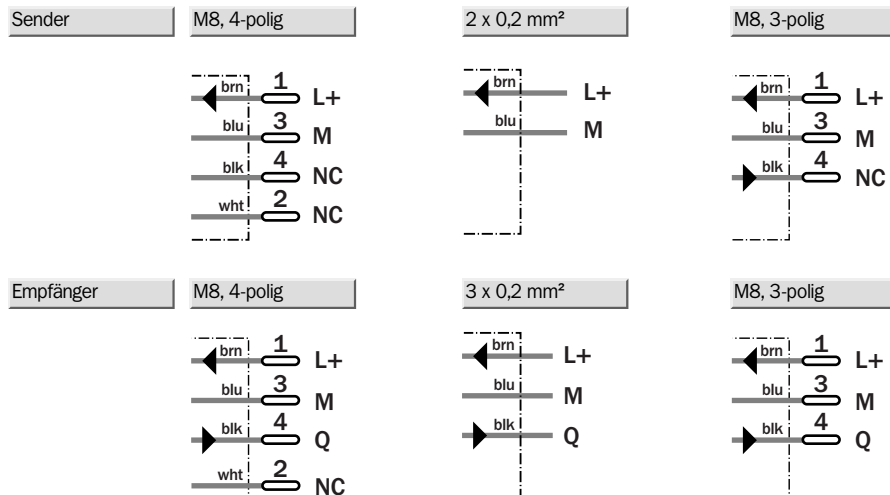 Sender
M8, 4-polig
2 x 0,2 mm²
M8, 3-polig
brn 1 L+
blu 3 M
blk 4 NC
wht 2 NC
brn L+
blu M
brn 1 L+
blu 3 M
blk 4 NC
Empfänger
M8, 4-polig
3 x 0,2 mm²
M8, 3-polig
brn 1 L+
blu 3 M
blk 4 Q
wht 2 NC
brn L+
blu M
blk Q
brn 1 L+
blu 3 M
blk 4 Q